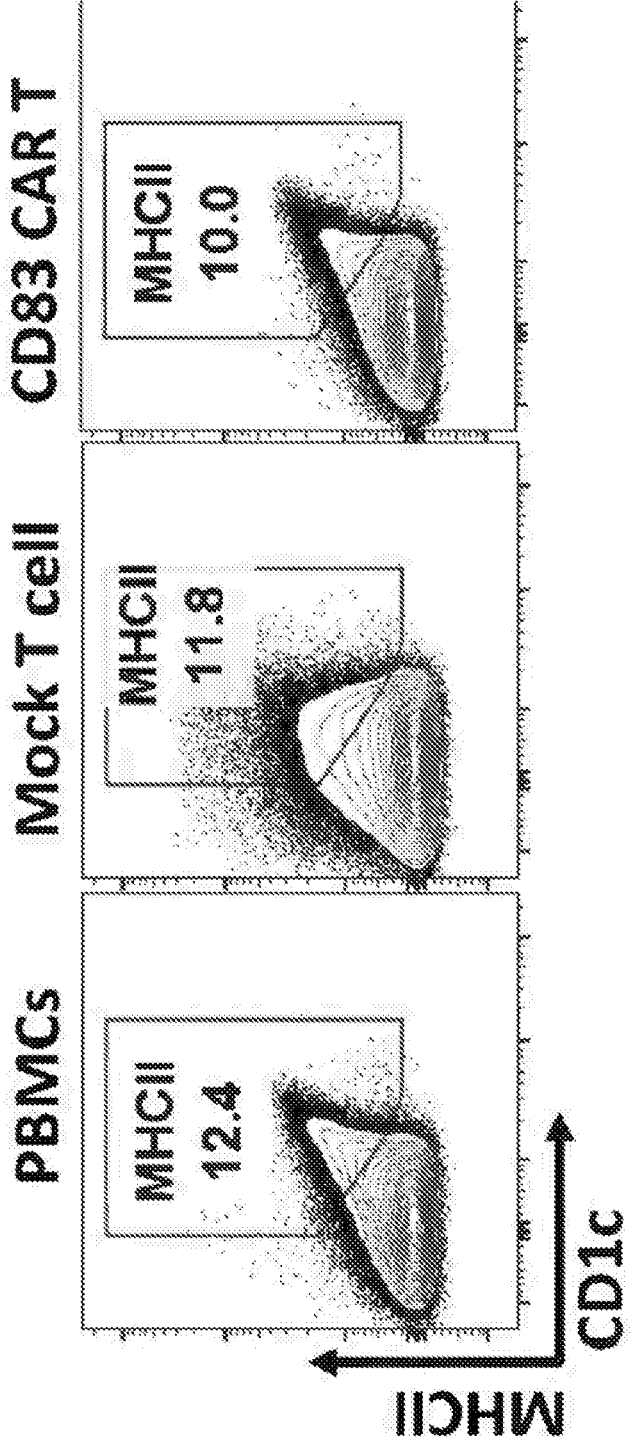 PBMCs
Mock T cell
CD83 CAR T
MHCII
12.4
MHCII
11.8
MHCII
10.0
MHCII
CD1c